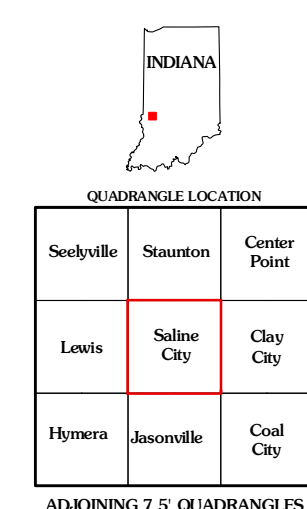 INDIANA
QUADRANGLE LOCATION
Seelyville Staunton Center
Point
Lewis Saline
City Clay
City
Hymera Jasonville Coal
City
ADJOINING 7.5' QUADRANGLES